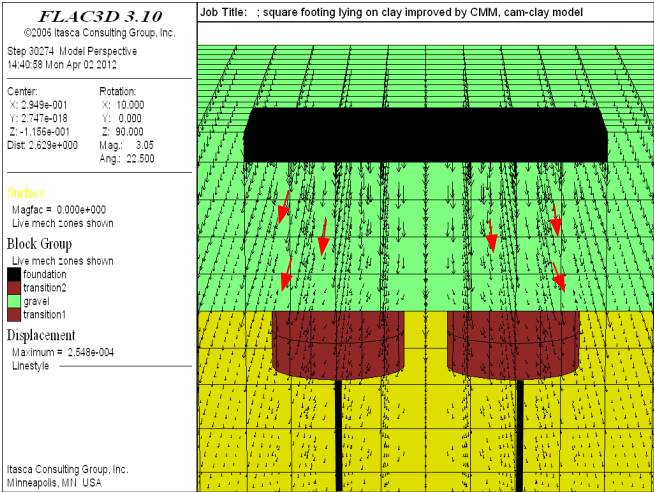 FLAC3D 3.10
©2006 Itasca Consulting Group, Inc.
Step 30274 Model Perspective
14:40:58 Mon Apr 02 2012
Center: Rotation:
X: 2.949e-001 X: 10.000
Y: 2.747e-018 Y: 0.000
Z: -1.156e-001 Z: 90.000
Dist: 2.629e+000 Mag.: 3.05
Ang.: 22.500
Surface
Magfac = 0.000e+000
Live mech zones shown
Block Group
Live mech zones shown
foundation
transition2
gravel
transition1
Displacement
Maximum = 2.548e-004
Linestyle
Itasca Consulting Group, Inc.
Minneapolis, MN USA
Job Title: ; square footing lying on clay improved by CMM, cam-clay model